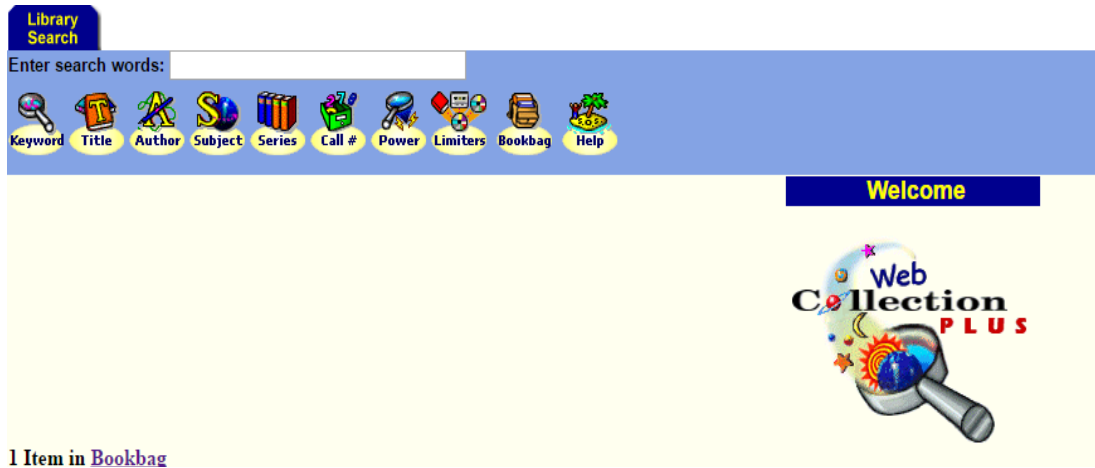 Library
Search
Enter search words:
Keyword Title Author Subject Series Call # Power Limiters Bookbag Help
Welcome
Web
Collection
PLUS
1 Item in Bookbag